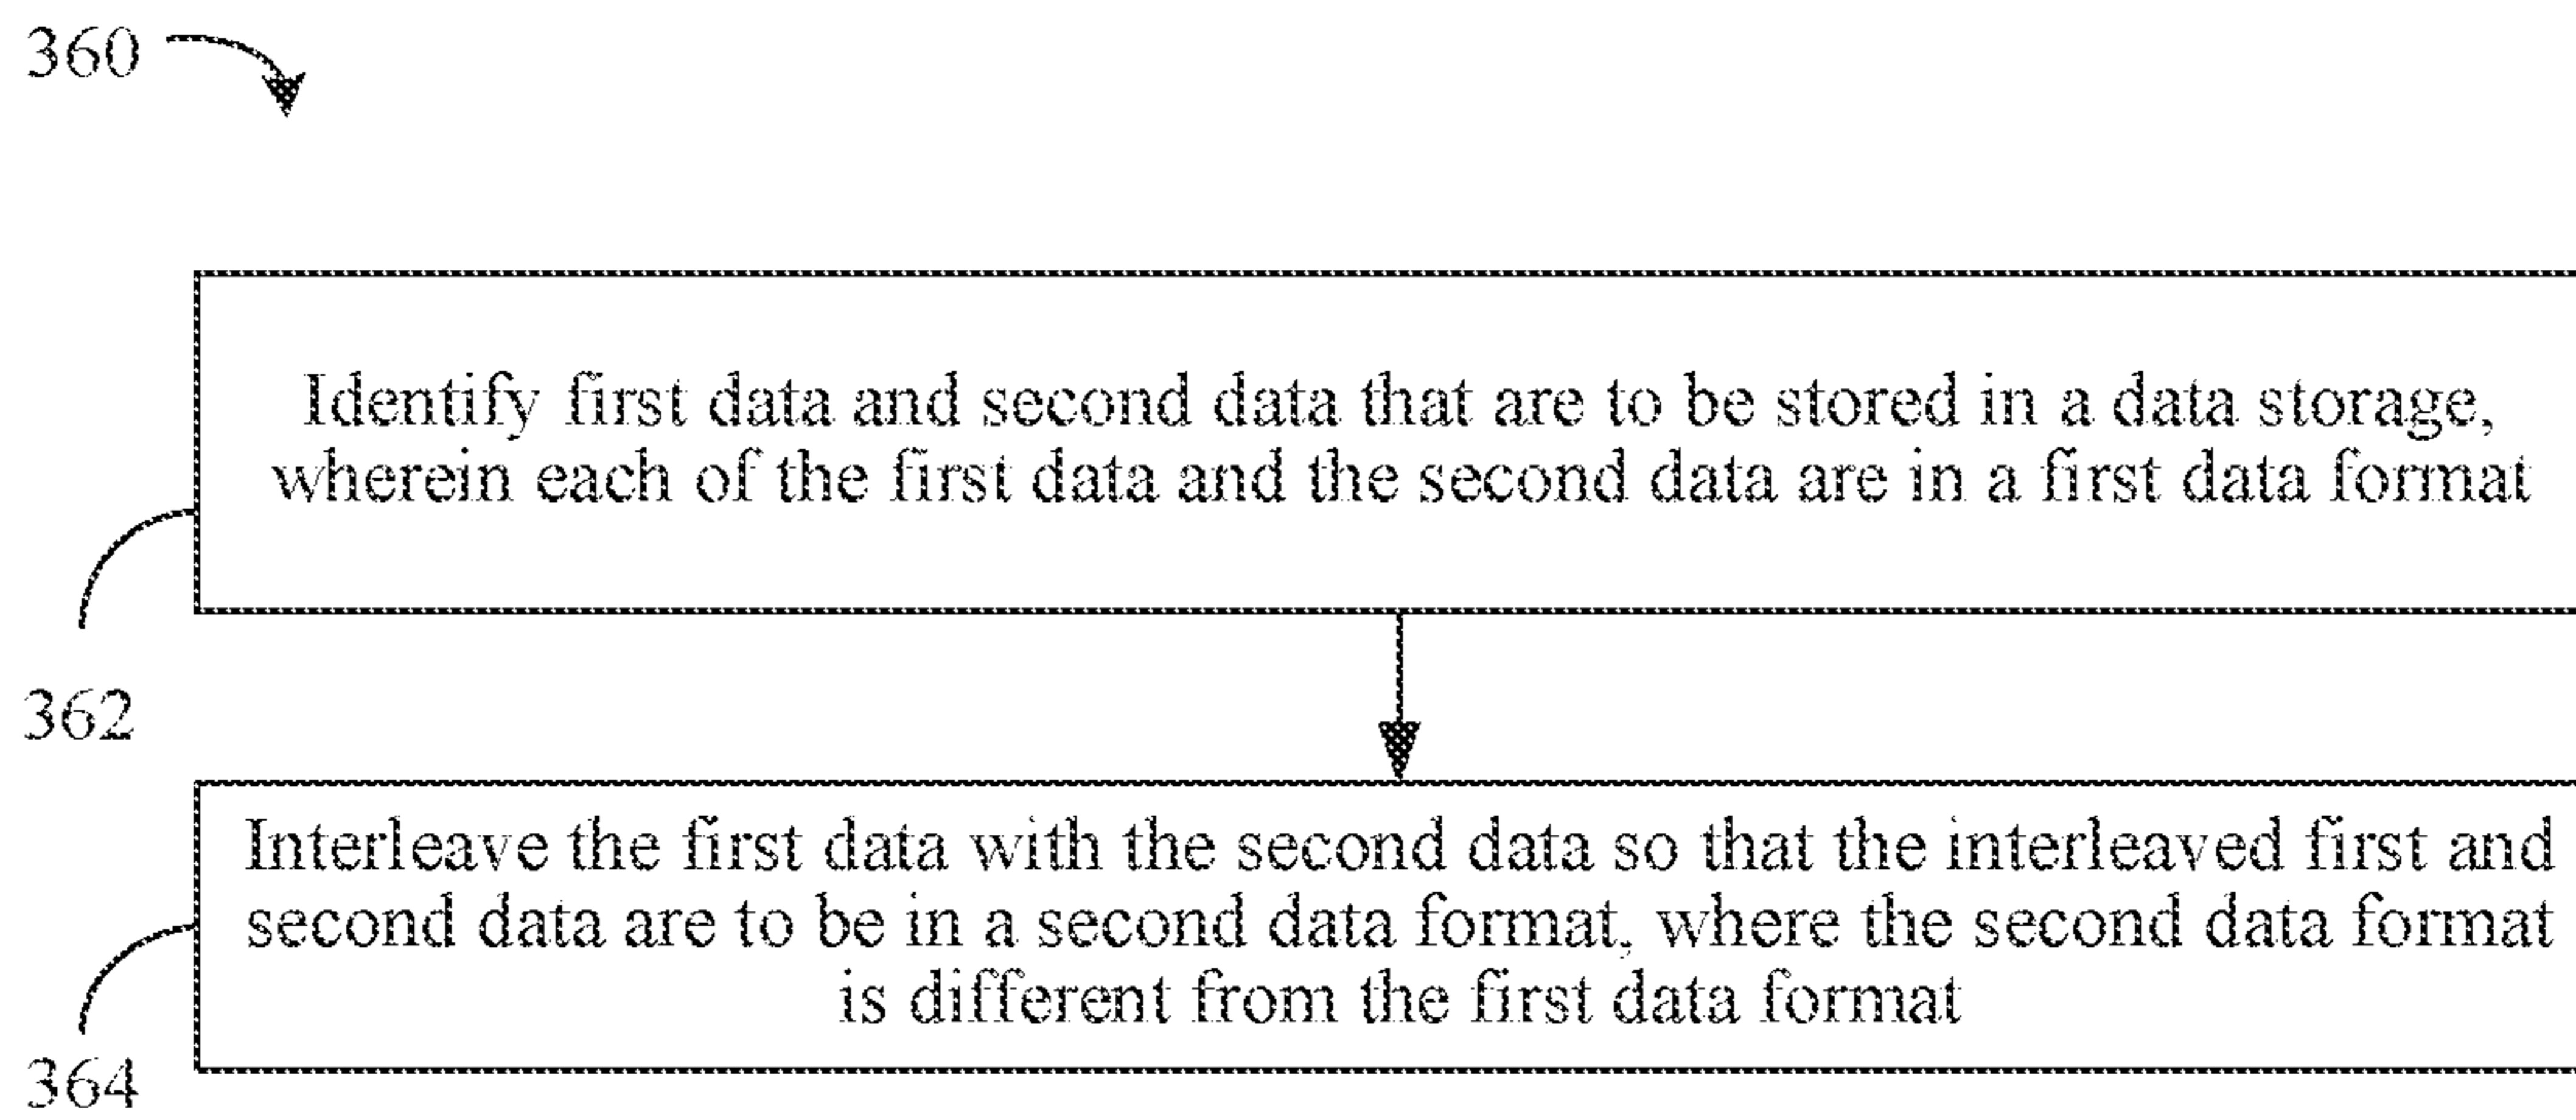 360
Identify first data and second data that are to be stored in a data storage,
wherein each of the first data and the second data are in a first data format
362
Interleave the first data with the second data so that the interleaved first and
second data are to be in a second data format, where the second data format
is different from the first data format
364